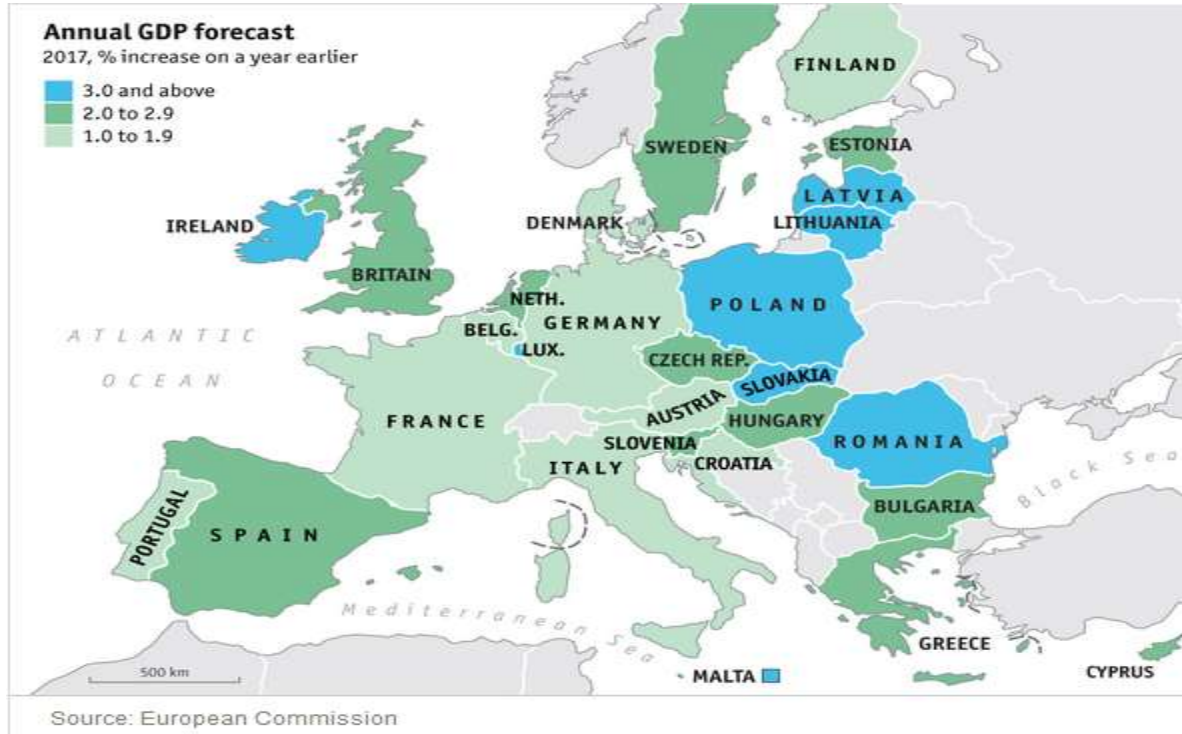 Annual GDP forecast
2017, % increase on a year earlier
3.0 and above
2.0 to 2.9
1.0 to 1.9
FINLAND
SWEDEN
ESTONIA
LATVIA
LITHUANIA
IRELAND
DENMARK
BRITAIN
NETH.
POLAND
BELG.
GERMANY
LUX.
ATLANTIC
OCEAN
CZECH REP.
SLOVAKIA
FRANCE
AUSTRIA
HUNGARY
SLOVENIA
ROMANIA
ITALY
CROATIA
Black Sea
PORTUGAL
SPAIN
BULGARIA
Mediterranean Sea
GREECE
500 km
MALTA
CYPRUS
Source: European Commission